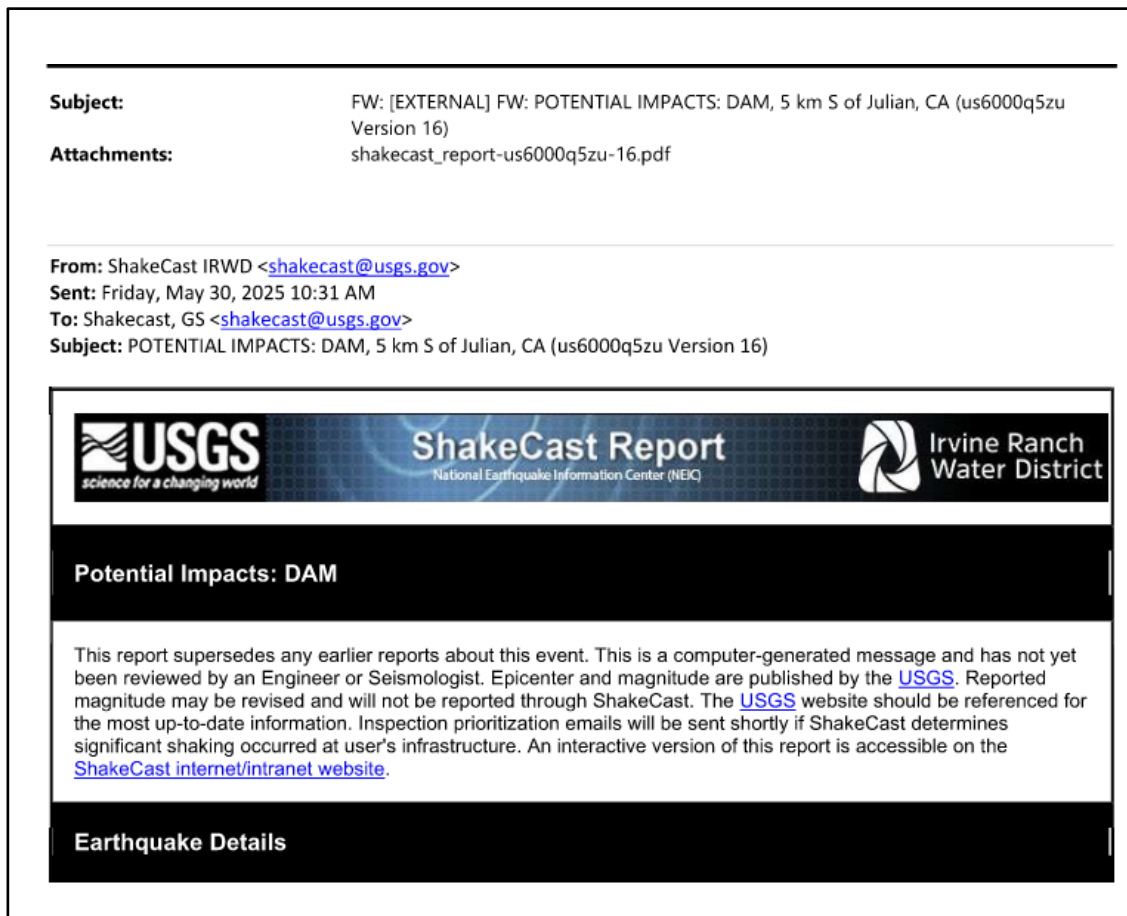 Subject: FW: [EXTERNAL] FW: POTENTIAL IMPACTS: DAM, 5 km S of Julian, CA (us6000q5zu
Version 16)
Attachments: shakecast_report-us6000q5zu-16.pdf
From: ShakeCast IRWD <shakecast@usgs.gov>
Sent: Friday, May 30, 2025 10:31 AM
To: Shakecast, GS <shakecast@usgs.gov>
Subject: POTENTIAL IMPACTS: DAM, 5 km S of Julian, CA (us6000q5zu Version 16)
USGS
science for a changing world
ShakeCast Report
National Earthquake Information Center (NEIC)
Irvine Ranch
Water District
Potential Impacts: DAM
This report supersedes any earlier reports about this event. This is a computer-generated message and has not yet
been reviewed by an Engineer or Seismologist. Epicenter and magnitude are published by the USGS. Reported
magnitude may be revised and will not be reported through ShakeCast. The USGS website should be referenced for
the most up-to-date information. Inspection prioritization emails will be sent shortly if ShakeCast determines
significant shaking occurred at user's infrastructure. An interactive version of this report is accessible on the
ShakeCast internet/intranet website.
Earthquake Details